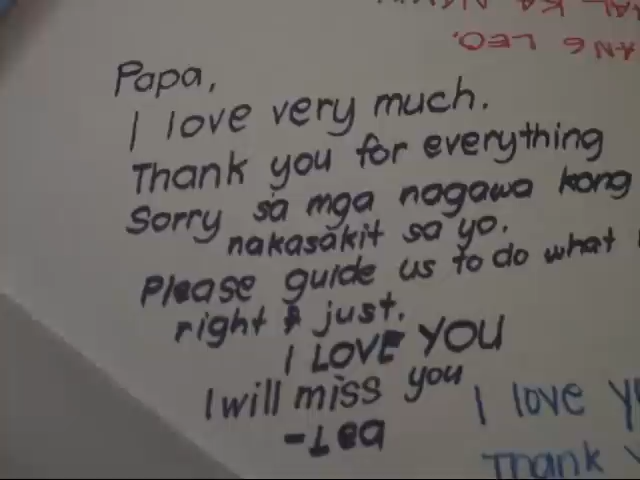 Papa,
I love very much.
Thank you for everything
Sorry sa mga nagawa kong
nakasakit sa yo.
Please guide us to do what
right & just.
I LOVE YOU
I will miss you
I love
Thank
ANG LEO.